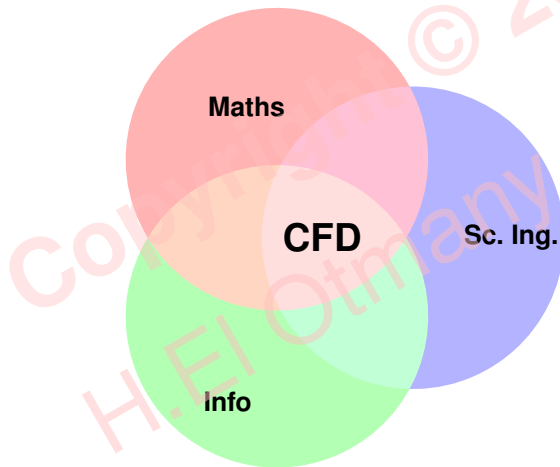 Maths
CFD
Sc. Ing.
Info
Copyright © 2
H.El Otmany